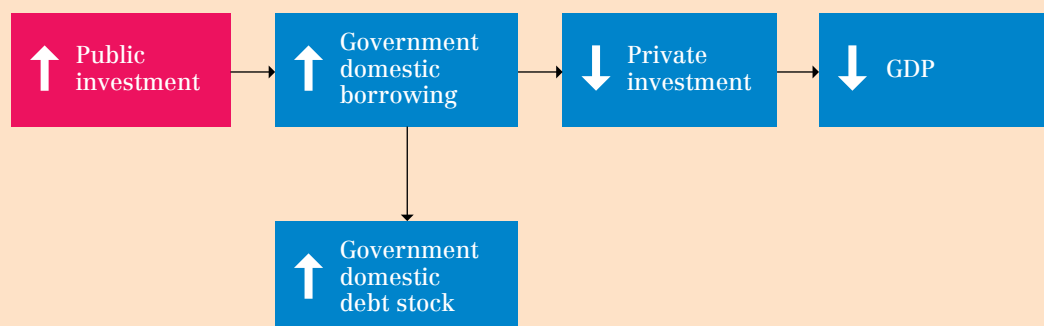 Public
investment
Government
domestic
borrowing
Private
investment
GDP
Government
domestic
debt stock